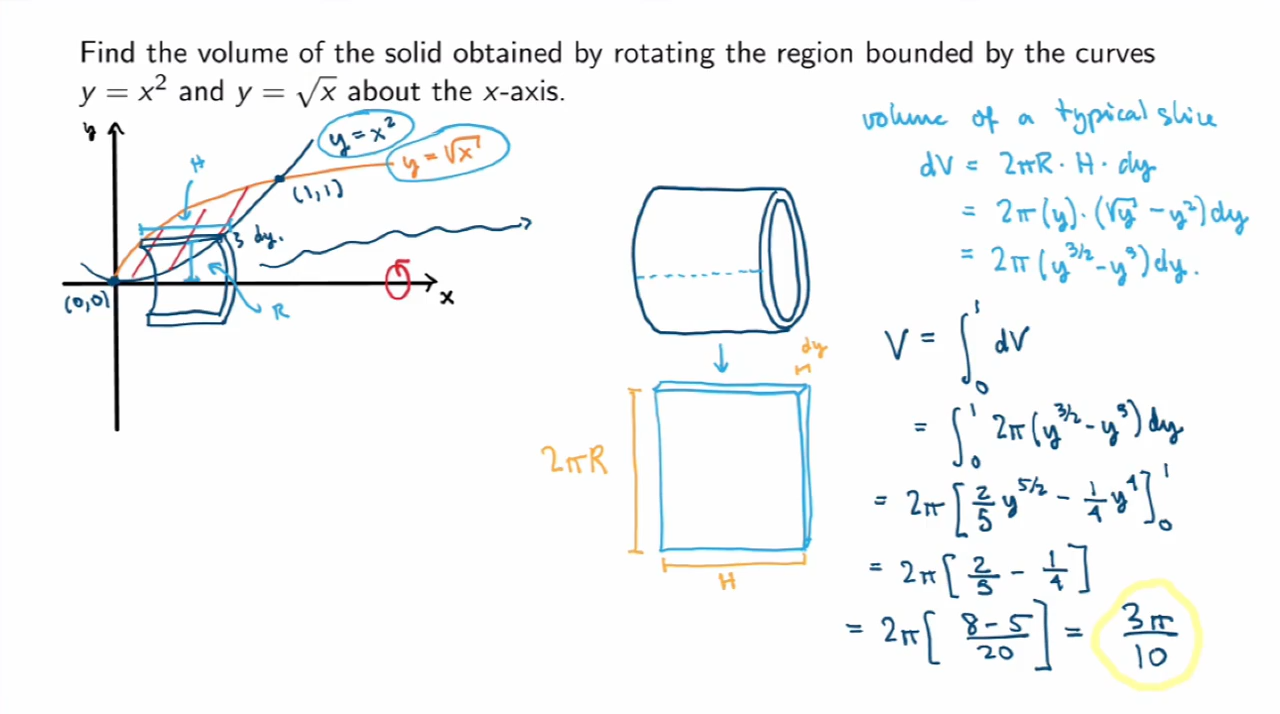 Find the volume of the solid obtained by rotating the region bounded by the curves
y = x² and y = √x about the x-axis.
y
y = x²
y = √x
H
(1,1)
dy.
(0,0)
R
x
dy
2πR
H
volume of a typical slice
dV = 2πR · H · dy
= 2π(y) · (√y - y²) dy
= 2π(y^{3/2} - y³) dy.
V = ∫₀¹ dV
= ∫₀¹ 2π(y^{3/2} - y³) dy
= 2π[2/5 y^{5/2} - 1/4 y⁴]₀¹
= 2π[2/5 - 1/4]
= 2π[(8-5)/20] = 3π/10